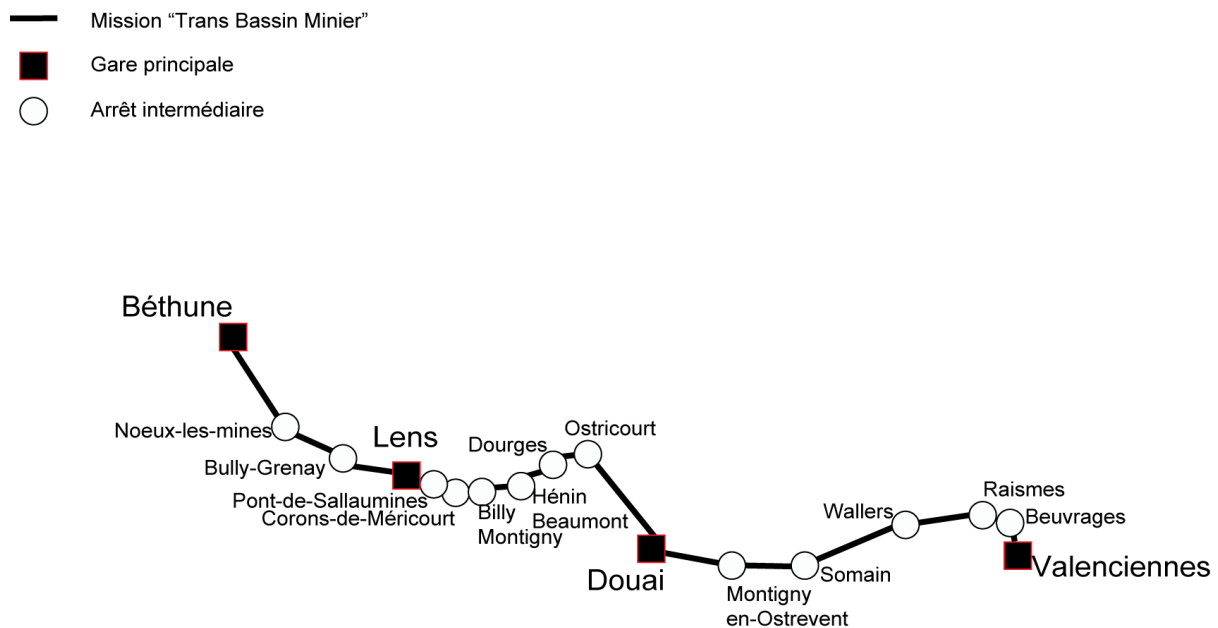 Mission “Trans Bassin Minier”
Gare principale
Arrêt intermédiaire
Béthune
Noeux-les-mines
Bully-Grenay
Lens
Pont-de-Sallaumines
Corons-de-Méricourt
Billy
Montigny
Hénin
Beaumont
Dourges
Ostricourt
Douai
Montigny
en-Ostrevent
Somain
Wallers
Raismes
Beuvrages
Valenciennes